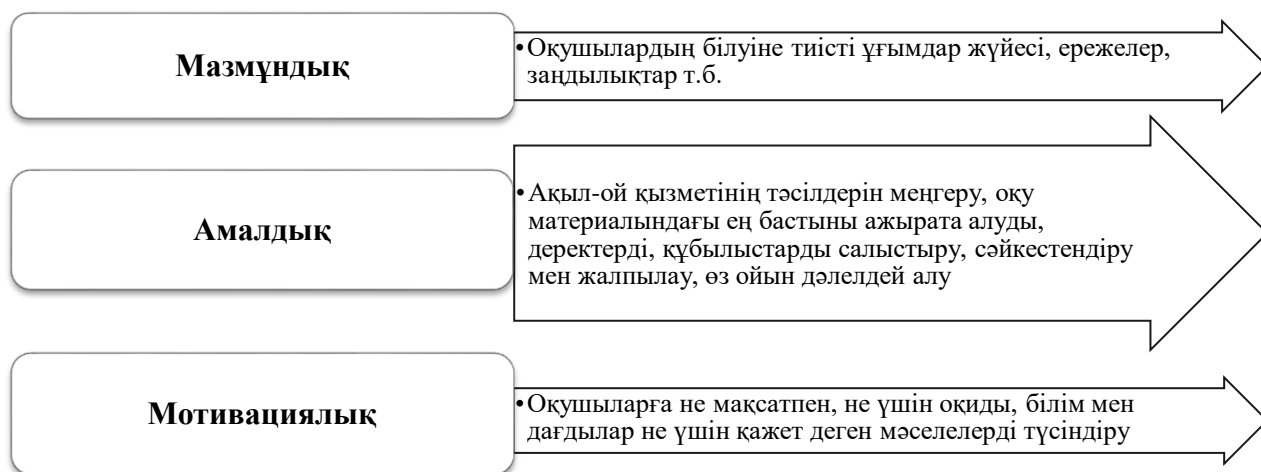 Мазмұндық
•Оқушылардың білуіне тиісті ұғымдар жүйесі, ережелер,
заңдылықтар т.б.
Амалдық
•Ақыл-ой қызметінің тәсілдерін меңгеру, оқу
материалындағы ең бастыны ажырата алуды,
деректерді, құбылыстарды салыстыру, сәйкестендіру
мен жалпылау, өз ойын дәлелдей алу
Мотивациялық
•Оқушыларға не мақсатпен, не үшін оқиды, білім мен
дағдылар не үшін қажет деген мәселелерді түсіндіру